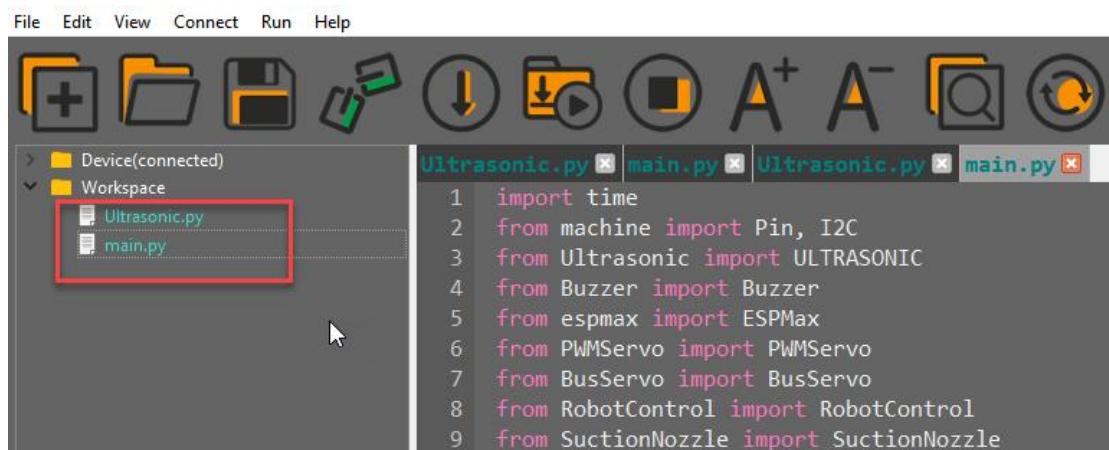 File Edit View Connect Run Help
A+ A-
Device(connected)
Workspace
Ultrasonic.py
main.py
Ultrasonic.py main.py Ultrasonic.py main.py
1 import time
2 from machine import Pin, I2C
3 from Ultrasonic import ULTRASONIC
4 from Buzzer import Buzzer
5 from espmax import ESPMax
6 from PWMServo import PWMServo
7 from BusServo import BusServo
8 from RobotControl import RobotControl
9 from SuctionNozzle import SuctionNozzle